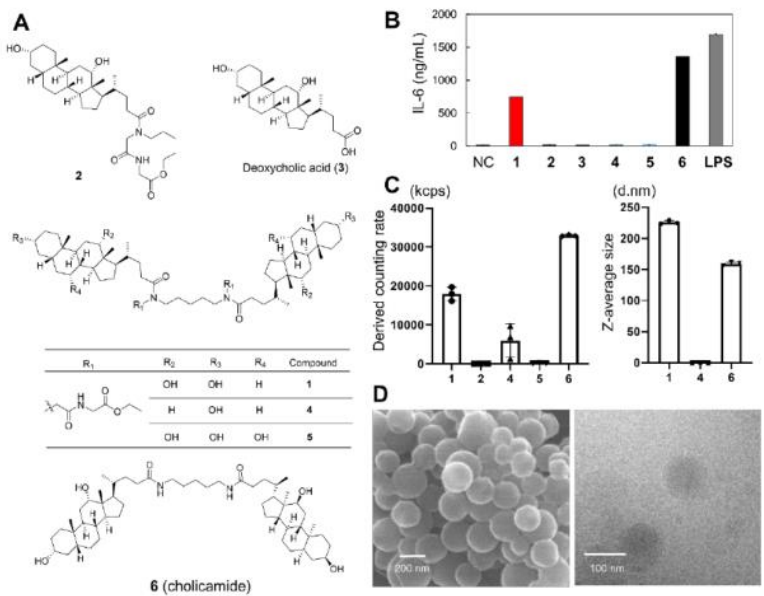 A
HO
OH
H
H
H
O
N
O
NH
O
O
2
HO
OH
H
H
H
O
OH
Deoxycholic acid (3)
R₃
R₂
H
H
H
R₄
O
N
R₁
R₁
N
O
R₄
H
H
H
R₃
R₂
R₁ R₂ R₃ R₄ Compound
OH OH H 1
H
N
O
O
O
H OH H 4
OH OH OH 5
O
N
H
N
H
O
OH
H
H
H
HO
OH
H
H
H
OH
6 (cholicamide)
B
IL-6 (ng/mL)
2000
1500
1000
500
0
NC 1 2 3 4 5 6 LPS
C (kcps)
Derived counting rate
40000
30000
20000
10000
0
1 2 4 5 6
(d.nm)
Z-average size
250
200
150
100
50
0
1 4 6
D
200 nm
100 nm